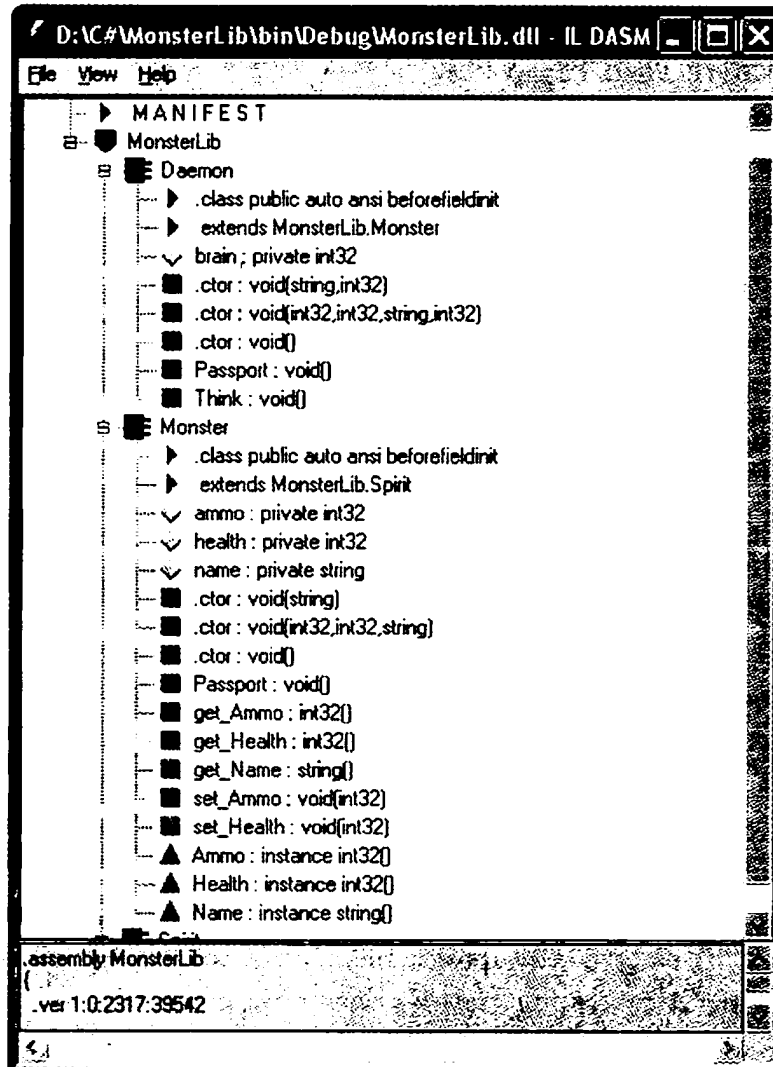 D:\C#\MonsterLib\bin\Debug\MonsterLib.dll - IL DASM
File View Help
MANIFEST
MonsterLib
Daemon
.class public auto ansi beforefieldinit
extends MonsterLib.Monster
brain : private int32
.ctor : void(string,int32)
.ctor : void(int32,int32,string,int32)
.ctor : void()
Passport : void()
Think : void()
Monster
.class public auto ansi beforefieldinit
extends MonsterLib.Spirit
ammo : private int32
health : private int32
name : private string
.ctor : void(string)
.ctor : void(int32,int32,string)
.ctor : void()
Passport : void()
get_Ammo : int32()
get_Health : int32()
get_Name : string()
set_Ammo : void(int32)
set_Health : void(int32)
Ammo : instance int32()
Health : instance int32()
Name : instance string()
.assembly MonsterLib
{
.ver 1:0:2317:39542